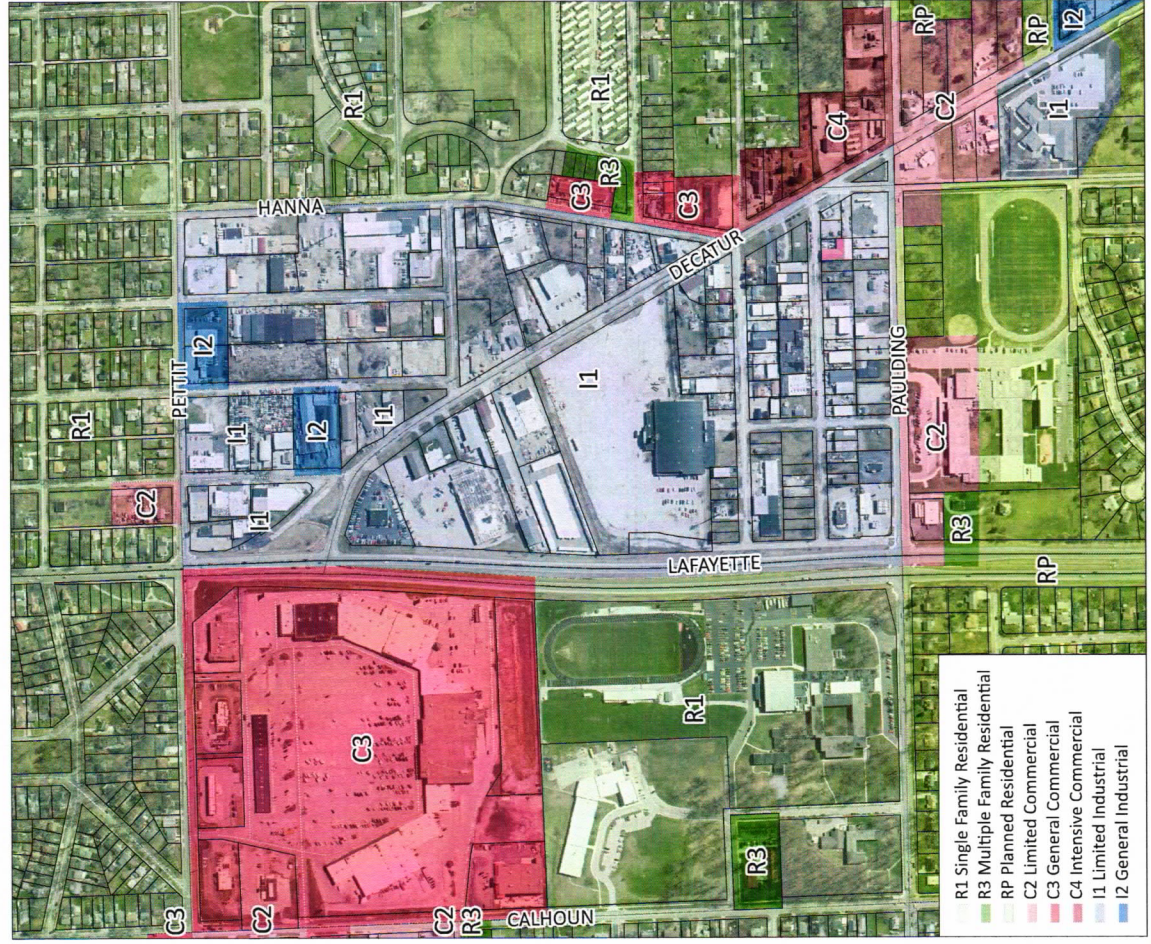 RP
I2
RP
R1
R1
C2
I1
C4
R3
C3
C3
HANNA
DECATUR
I2
PETTIT
PAULDING
I1
R1
I1
I1
I2
C2
C2
I1
R3
LAFAYETTE
RP
R1
C3
R3
C3
C2
C2
R3
CALHOUN
R1 Single Family Residential
R3 Multiple Family Residential
RP Planned Residential
C2 Limited Commercial
C3 General Commercial
C4 Intensive Commercial
I1 Limited Industrial
I2 General Industrial